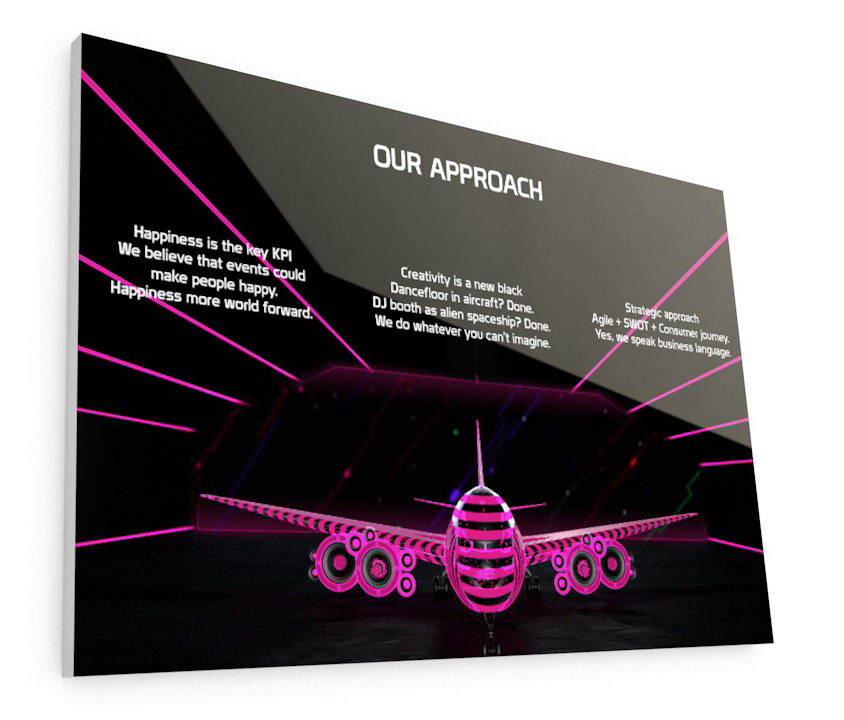 OUR APPROACH
Happiness is the key KPI
We believe that events could
make people happy.
Happiness more world forward.
Creativity is a new black
Dancefloor in aircraft? Done.
DJ booth as alien spaceship? Done.
We do whatever you can't imagine.
Strategic approach
Agile + SWOT + Consumer journey.
Yes, we speak business language.